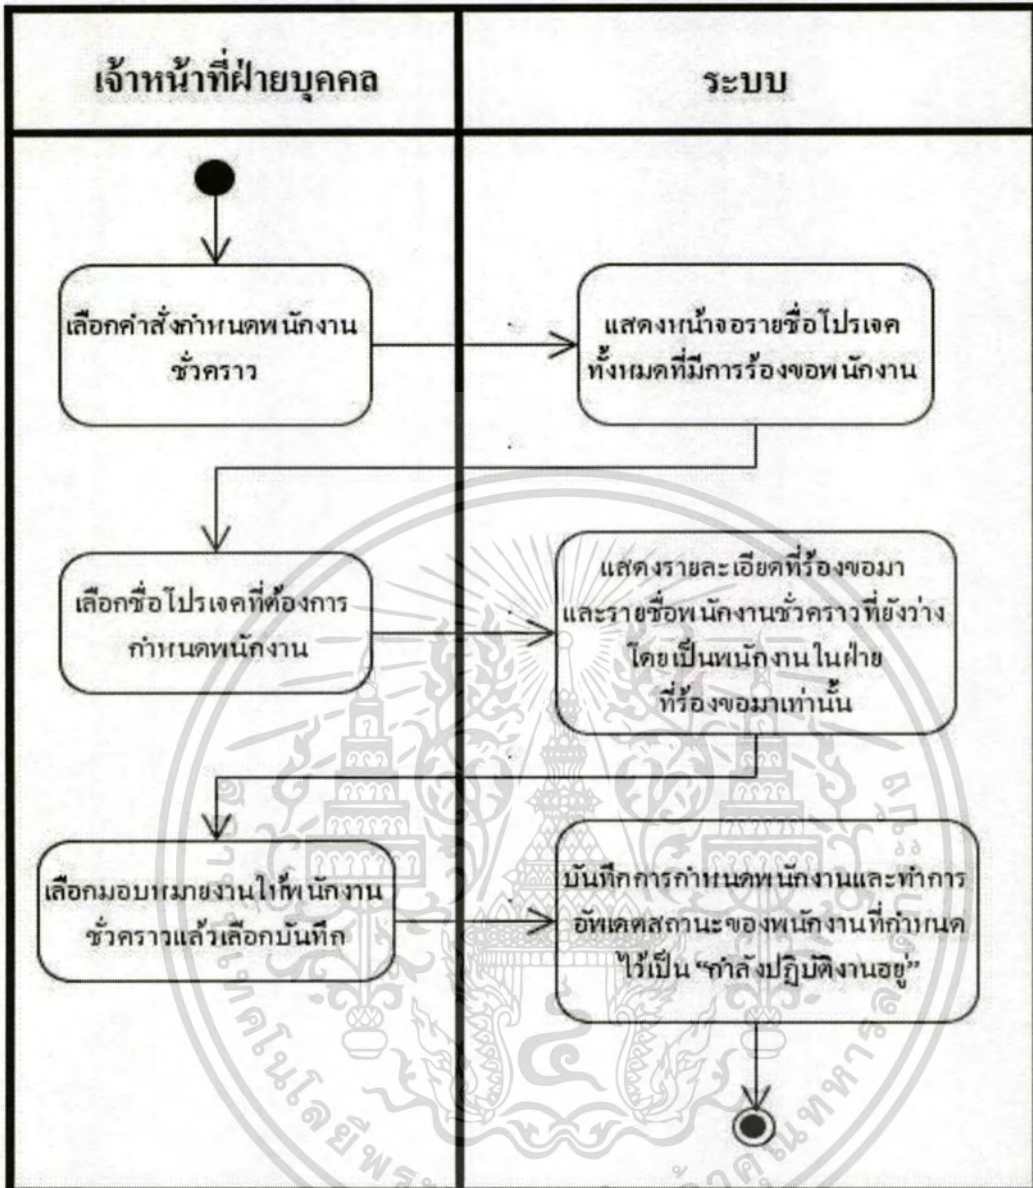 เจ้าหน้าที่ฝ่ายบุคคล
ระบบ
เลือกคำสั่งกำหนดพนักงาน
ชั่วคราว
แสดงหน้าจอรายชื่อโปรเจค
ทั้งหมดที่มีการร้องขอพนักงาน
เลือกชื่อโปรเจคที่ต้องการ
กำหนดพนักงาน
แสดงรายละเอียดที่ร้องขอมา
และรายชื่อพนักงานชั่วคราวที่ยังว่าง
โดยเป็นพนักงานในฝ่าย
ที่ร้องขอมาเท่านั้น
เลือกมอบหมายงานให้พนักงาน
ชั่วคราวแล้วเลือกบันทึก
บันทึกการกำหนดพนักงานและทำการ
อัพเดตสถานะของพนักงานที่กำหนด
ไว้เป็น “กำลังปฏิบัติงานอยู่”